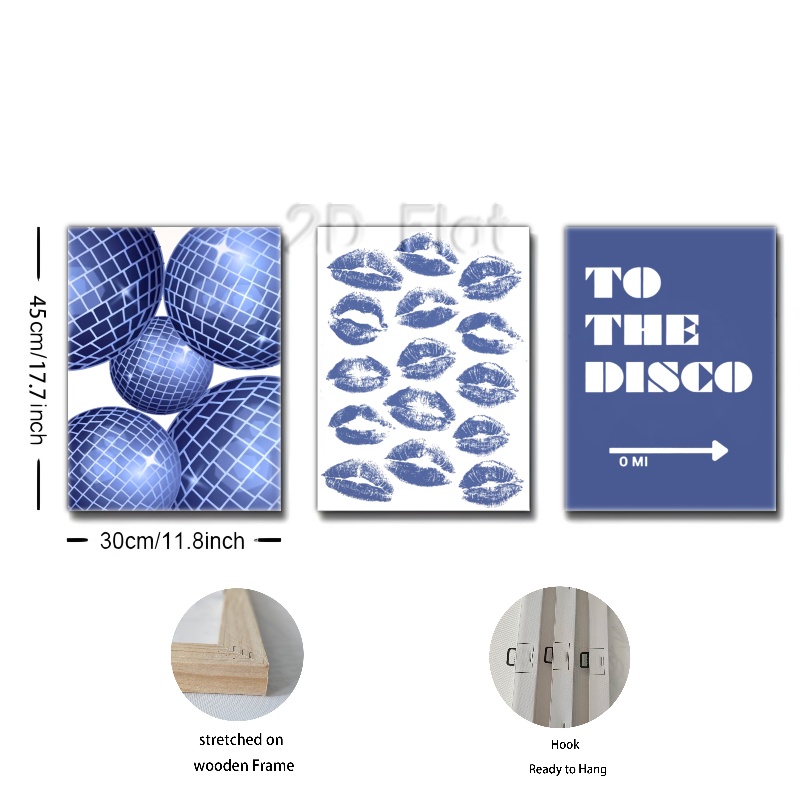 2D Flat
45cm/17.7inch
TO
THE
DISCO
0 MI
30cm/11.8inch
stretched on
wooden Frame
Hook
Ready to Hang